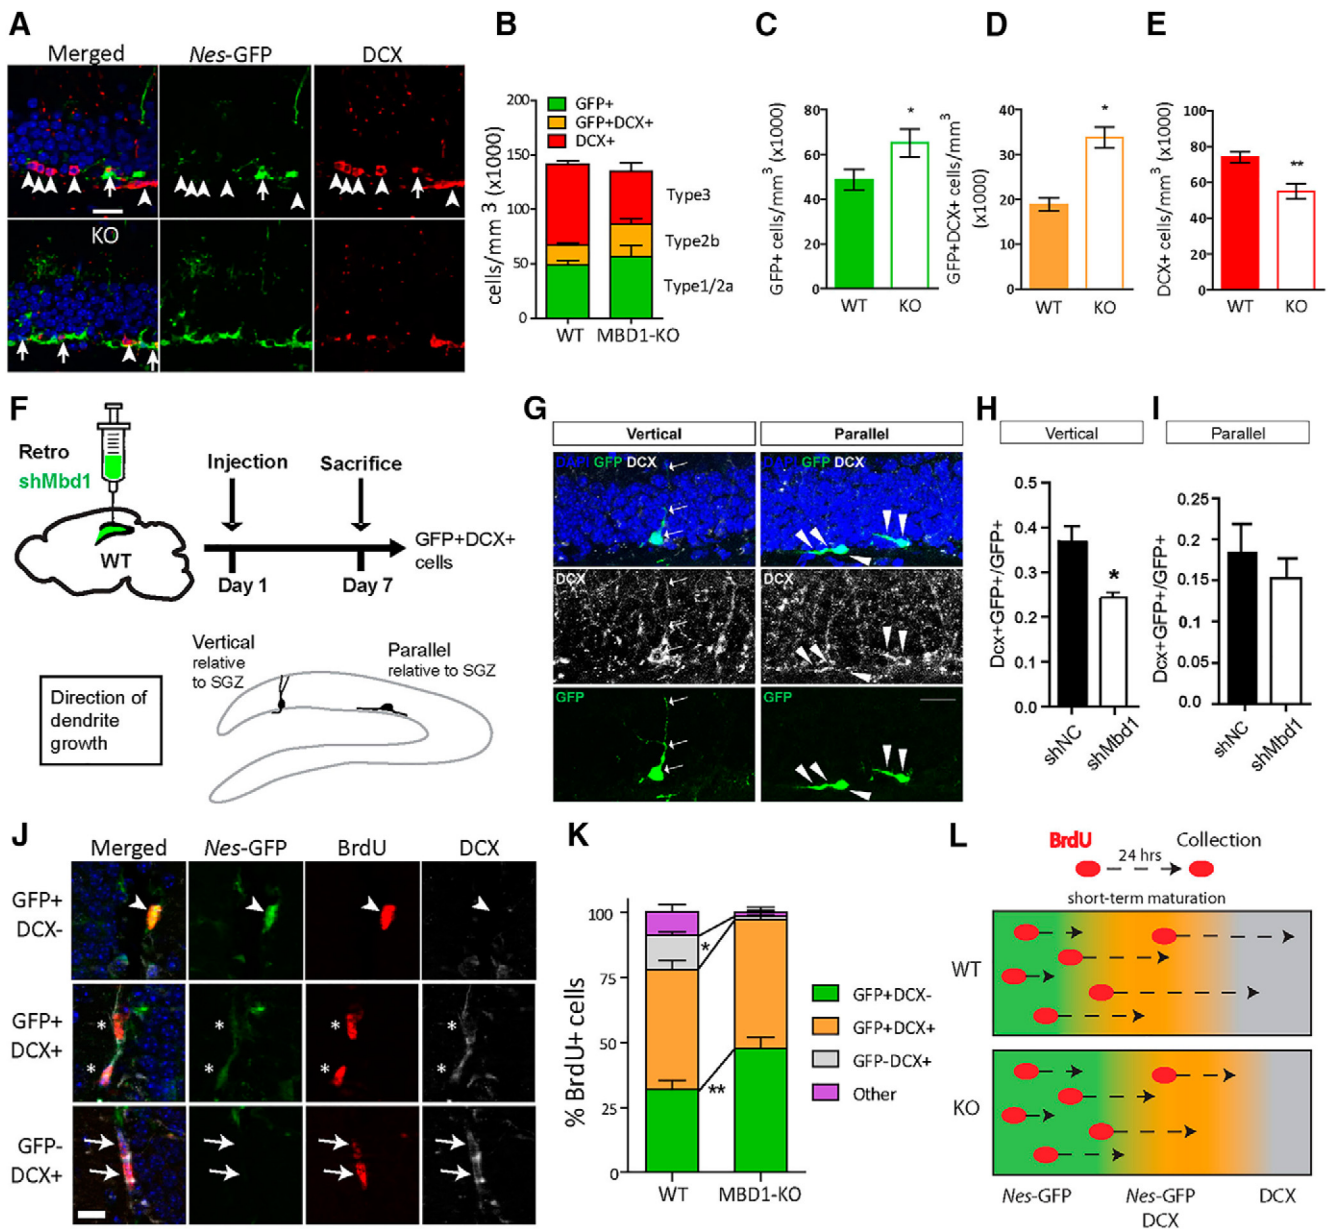 A
Merged
Nes-GFP
DCX
KO
B
cells/mm 3 (x1000)
200
150
100
50
0
GFP+
GFP+DCX+
DCX+
Type3
Type2b
Type1/2a
WT
MBD1-KO
C
GFP+ cells/mm3 (x1000)
80
60
40
20
0
*
WT
KO
D
GFP+DCX+ cells/mm3
(x1000)
40
30
20
10
0
*
WT
KO
E
DCX+ cells/mm3 (x1000)
100
80
60
40
20
0
**
WT
KO
F
Retro
shMbd1
WT
Injection
Sacrifice
Day 1
Day 7
GFP+DCX+
cells
Direction of
dendrite
growth
Vertical
relative
to SGZ
Parallel
relative to SGZ
G
Vertical
Parallel
DAPI GFP DCX
DAPI GFP DCX
DCX
DCX
GFP
GFP
H
Vertical
Dcx+GFP+/GFP+
0.5
0.4
0.3
0.2
0.1
0.0
*
shNC
shMbd1
I
Parallel
Dcx+GFP+/GFP+
0.25
0.20
0.15
0.10
0.05
0.0
shNC
shMbd1
J
Merged
Nes-GFP
BrdU
DCX
GFP+
DCX-
GFP+
DCX+
* * * *
* * * *
GFP-
DCX+
K
% BrdU+ cells
100
75
50
25
0
*
**
WT
MBD1-KO
GFP+DCX-
GFP+DCX+
GFP-DCX+
Other
L
BrdU
24 hrs
Collection
short-term maturation
WT
KO
Nes-GFP
Nes-GFP
DCX
DCX